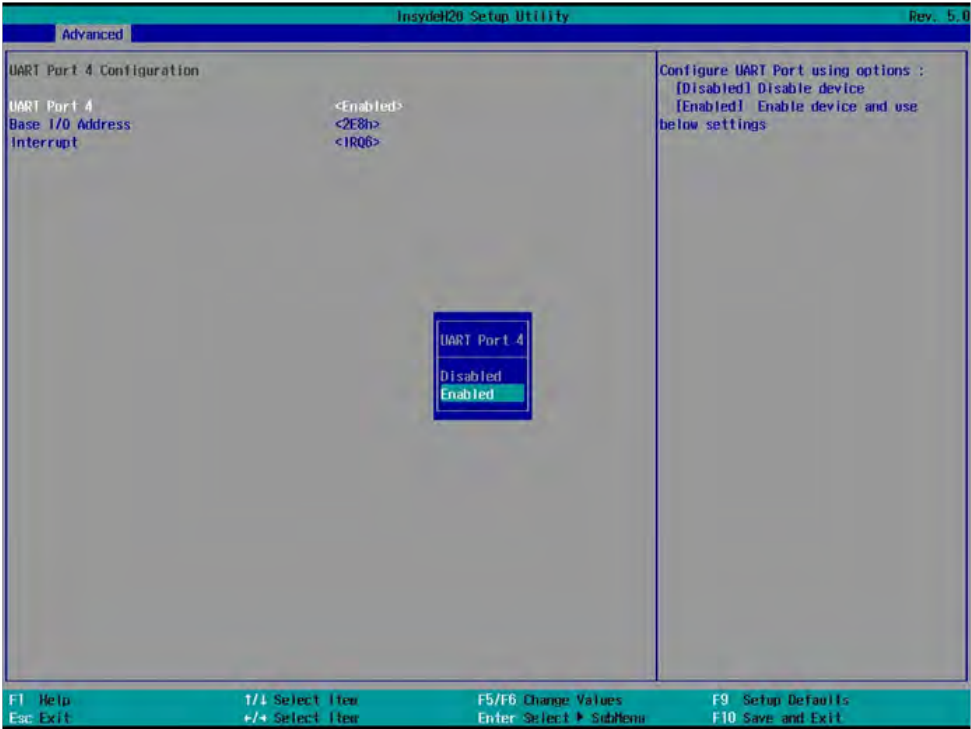 InsydeH20 Setup Utility Rev. 5.0
Advanced
UART Port 4 Configuration
UART Port 4 <Enabled>
Base I/O Address <2E8h>
Interrupt <IRQ6>
Configure UART Port using options :
[Disabled] Disable device
[Enabled] Enable device and use
below settings
UART Port 4
Disabled
Enabled
F1 Help ↑/↓ Select Item F5/F6 Change Values F9 Setup Defaults
Esc Exit ←/→ Select Item Enter Select ▶ SubMenu F10 Save and Exit